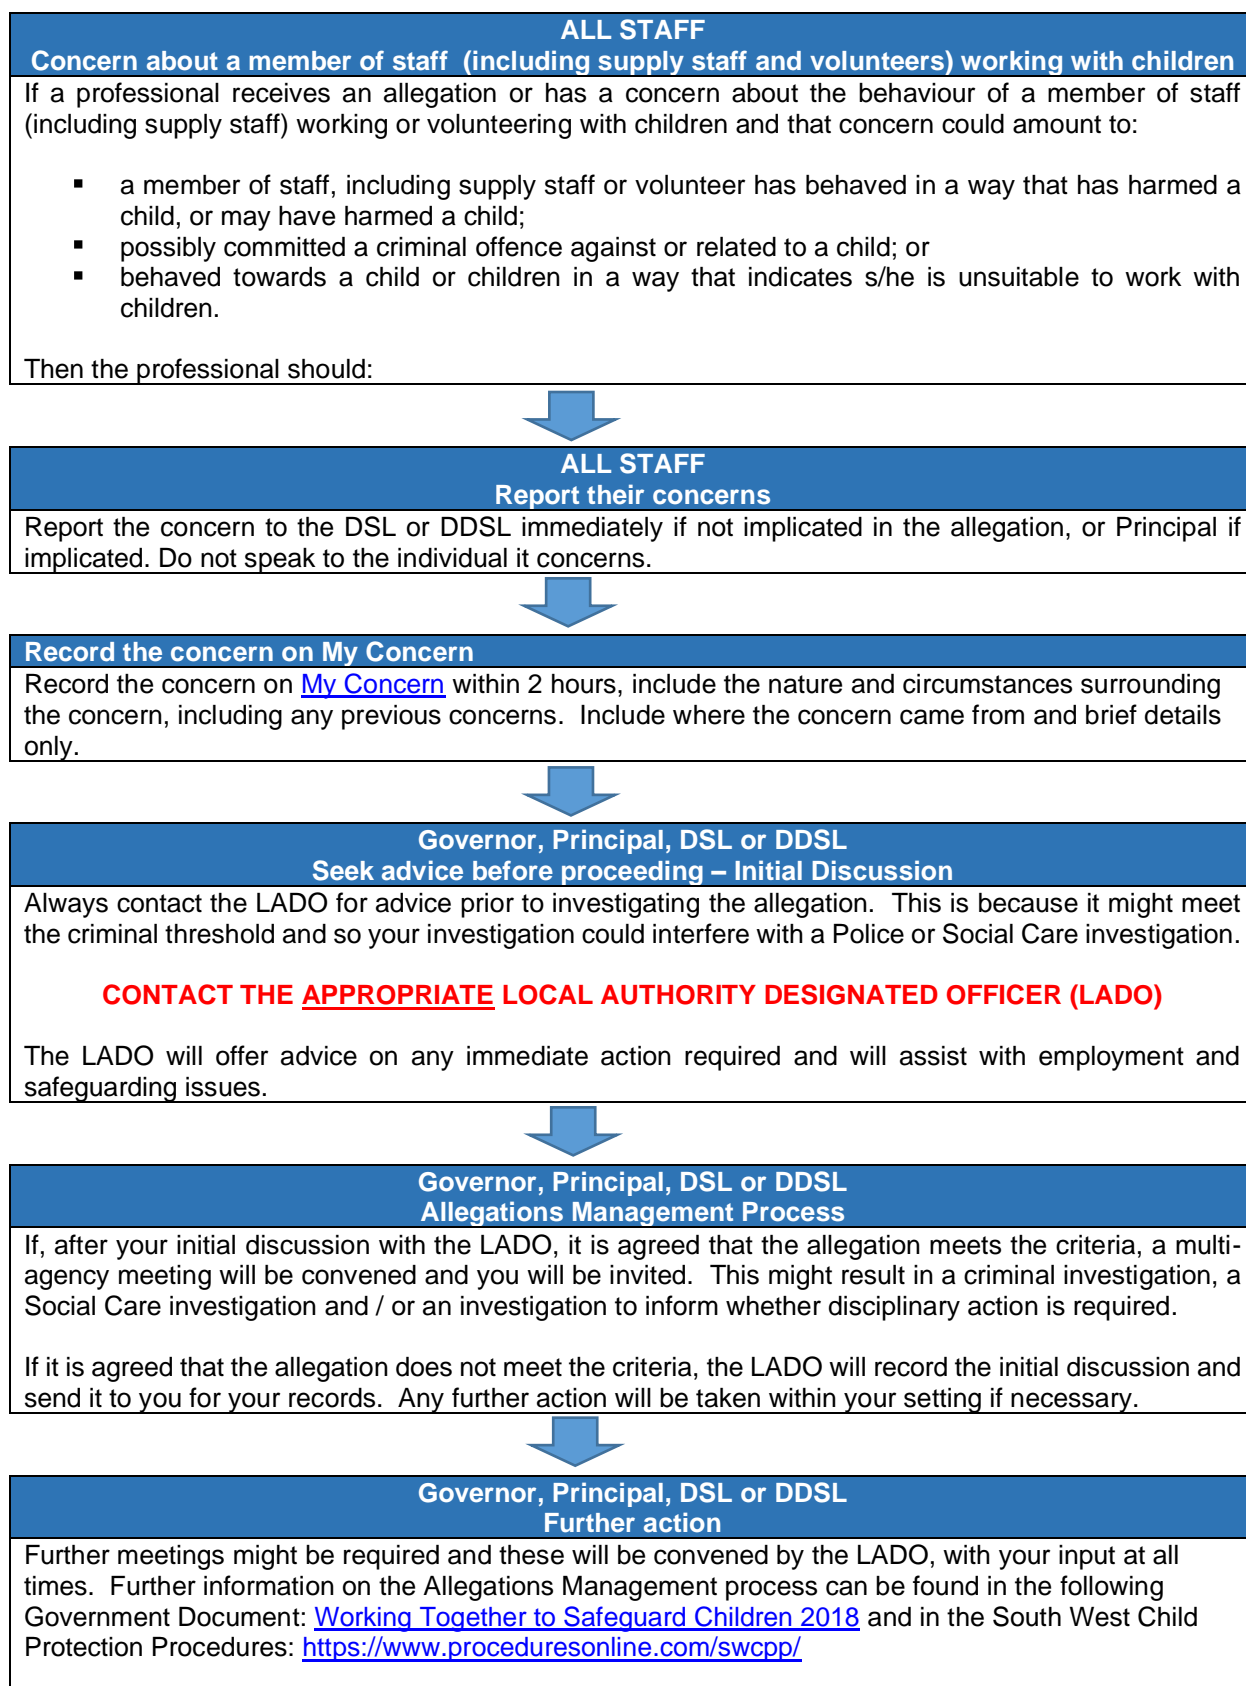 ALL STAFF
Concern about a member of staff  (including supply staff and volunteers) working with children
If a professional receives an allegation or has a concern about the behaviour of a member of staff
(including supply staff) working or volunteering with children and that concern could amount to:
▪ a member of staff, including supply staff or volunteer has behaved in a way that has harmed a
child, or may have harmed a child;
▪ possibly committed a criminal offence against or related to a child; or
▪ behaved towards a child or children in a way that indicates s/he is unsuitable to work with
children.
Then the professional should:
ALL STAFF
Report their concerns
Report the concern to the DSL or DDSL immediately if not implicated in the allegation, or Principal if
implicated. Do not speak to the individual it concerns.
Record the concern on My Concern
Record the concern on My Concern within 2 hours, include the nature and circumstances surrounding
the concern, including any previous concerns.  Include where the concern came from and brief details
only.
Governor, Principal, DSL or DDSL
Seek advice before proceeding – Initial Discussion
Always contact the LADO for advice prior to investigating the allegation.  This is because it might meet
the criminal threshold and so your investigation could interfere with a Police or Social Care investigation.
CONTACT THE APPROPRIATE LOCAL AUTHORITY DESIGNATED OFFICER (LADO)
The LADO will offer advice on any immediate action required and will assist with employment and
safeguarding issues.
Governor, Principal, DSL or DDSL
Allegations Management Process
If, after your initial discussion with the LADO, it is agreed that the allegation meets the criteria, a multi-
agency meeting will be convened and you will be invited.  This might result in a criminal investigation, a
Social Care investigation and / or an investigation to inform whether disciplinary action is required.
If it is agreed that the allegation does not meet the criteria, the LADO will record the initial discussion and
send it to you for your records.  Any further action will be taken within your setting if necessary.
Governor, Principal, DSL or DDSL
Further action
Further meetings might be required and these will be convened by the LADO, with your input at all
times.  Further information on the Allegations Management process can be found in the following
Government Document: Working Together to Safeguard Children 2018 and in the South West Child
Protection Procedures: https://www.proceduresonline.com/swcpp/